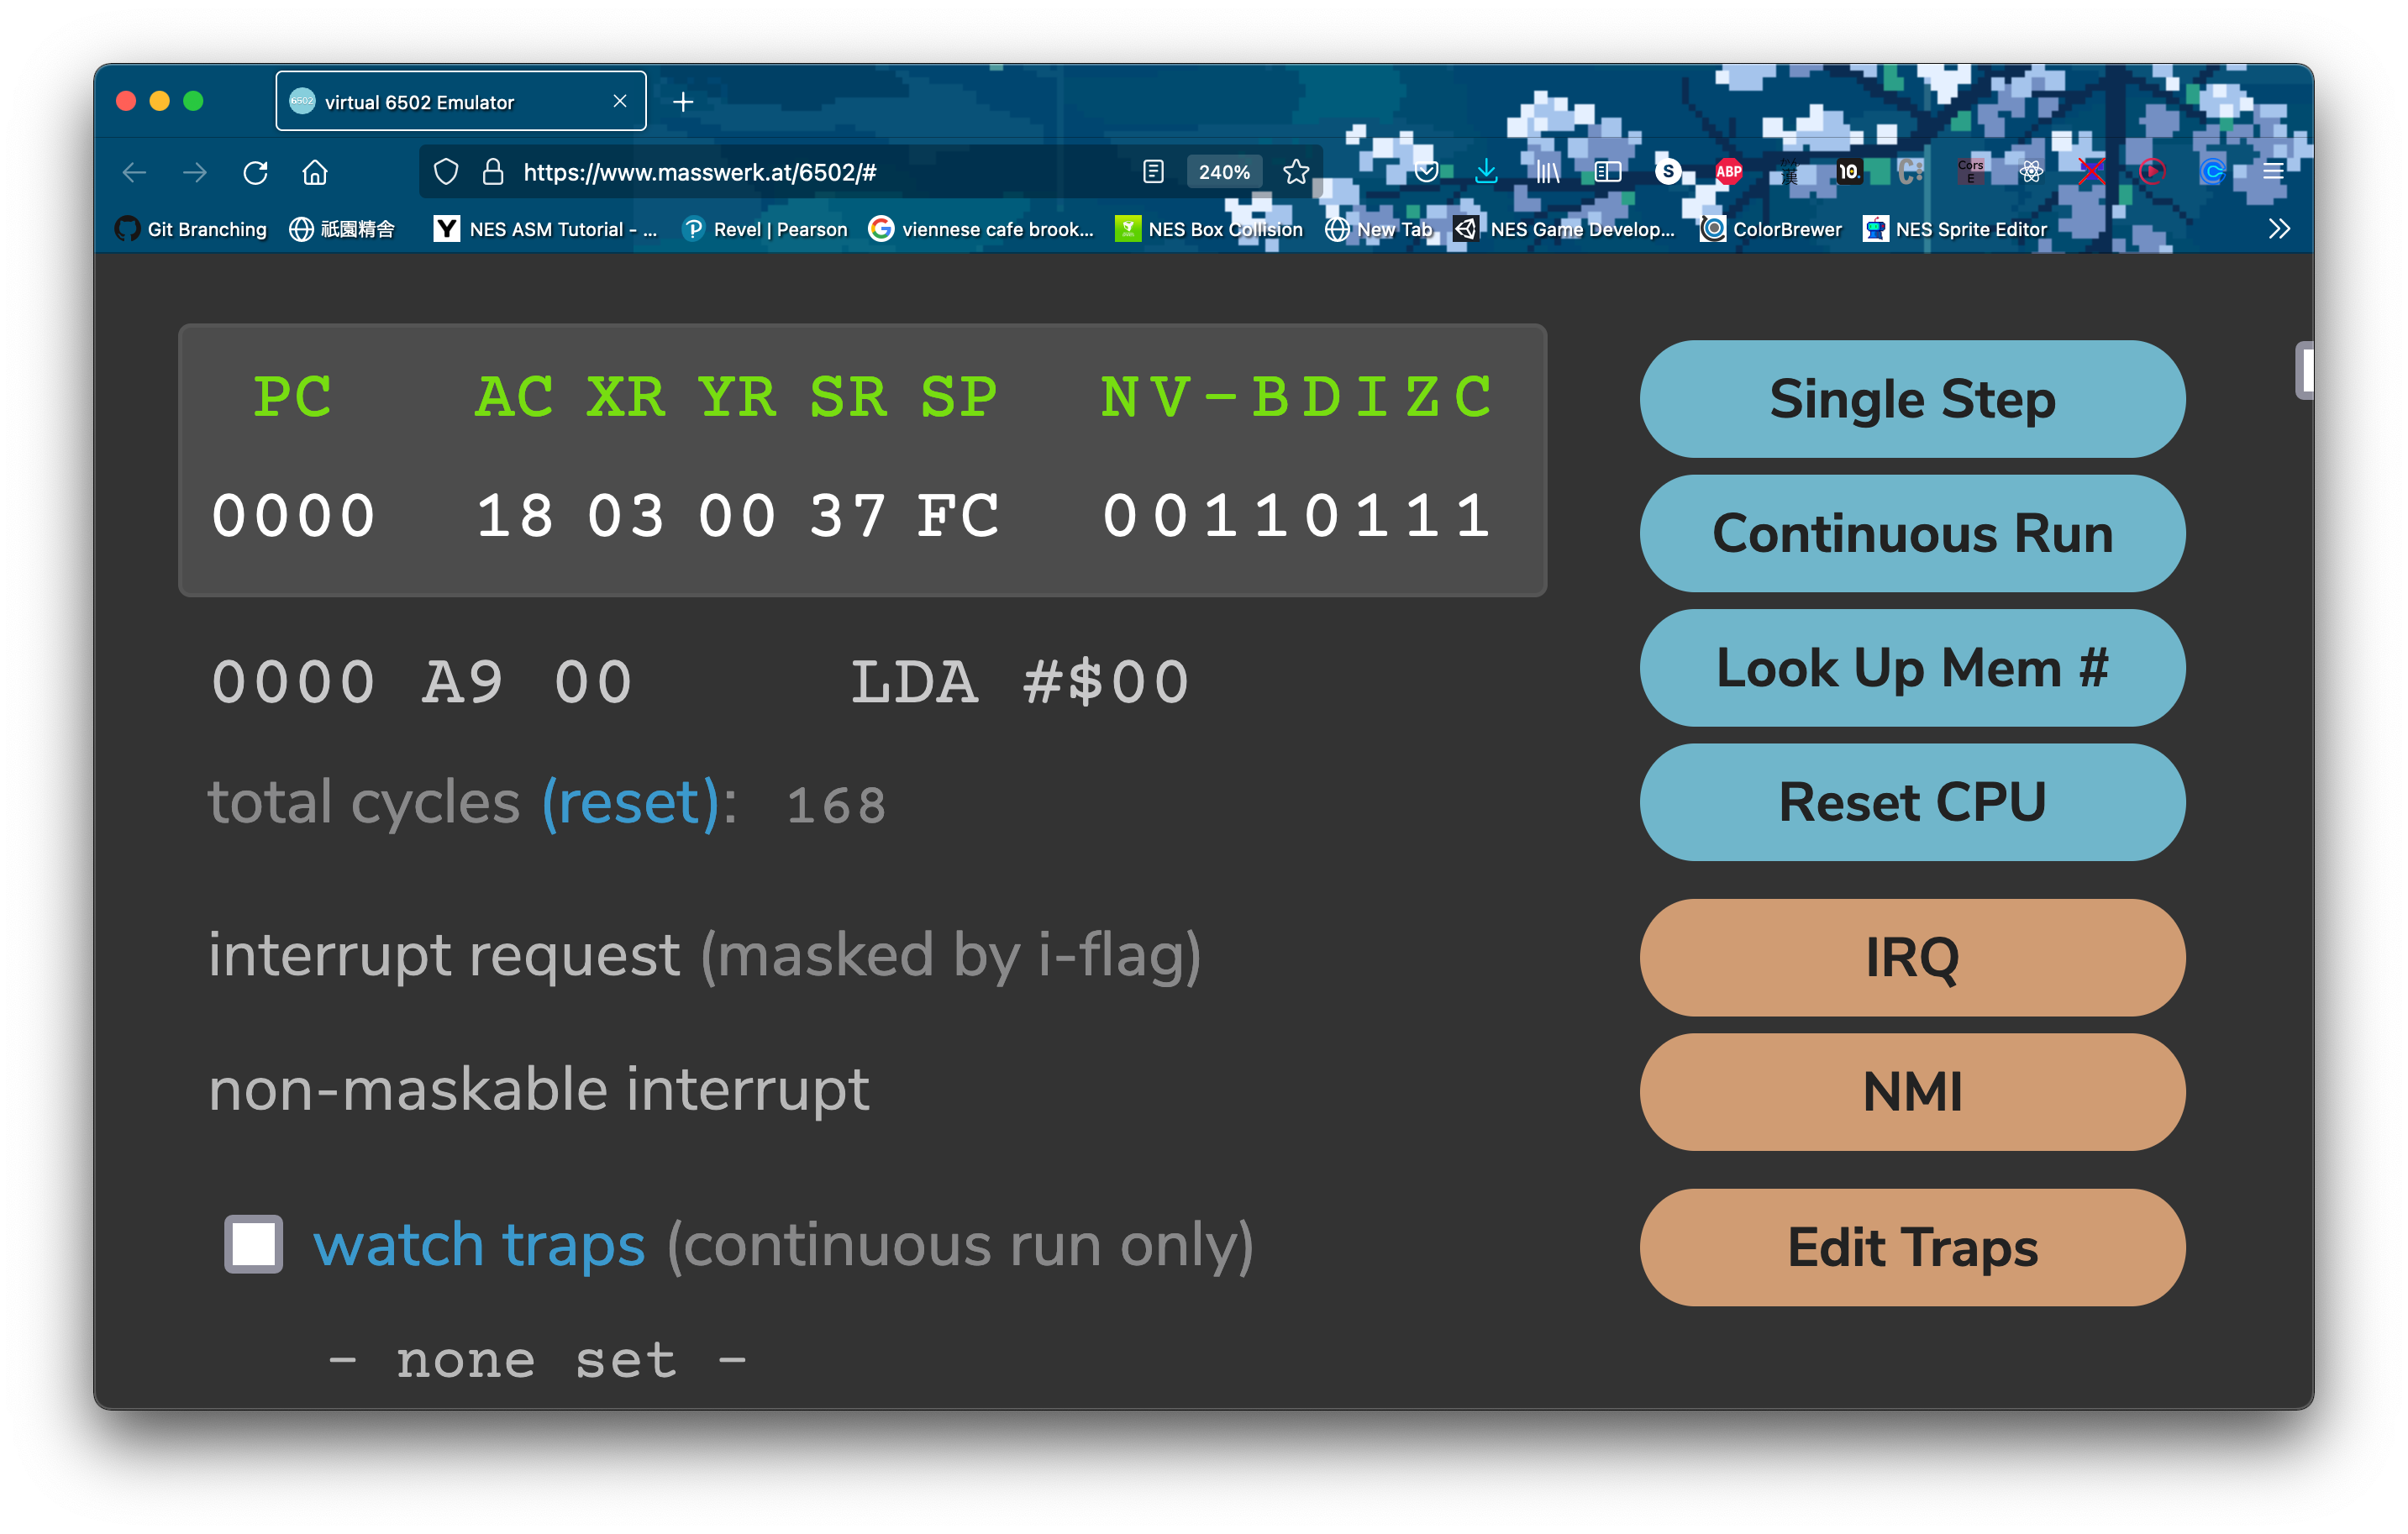 6502 virtual 6502 Emulator
https://www.masswerk.at/6502/# 240% S ABP 10. Cors E
Git Branching 祇園精舎 Y NES ASM Tutorial - ... Revel | Pearson viennese cafe brook... NES Box Collision New Tab NES Game Develop... ColorBrewer NES Sprite Editor
PC AC XR YR SR SP NV-BDIZC
0000 18 03 00 37 FC 00110111
0000 A9 00 LDA #$00
total cycles (reset): 168
interrupt request (masked by i-flag)
non-maskable interrupt
watch traps (continuous run only)
- none set -
Single Step
Continuous Run
Look Up Mem #
Reset CPU
IRQ
NMI
Edit Traps